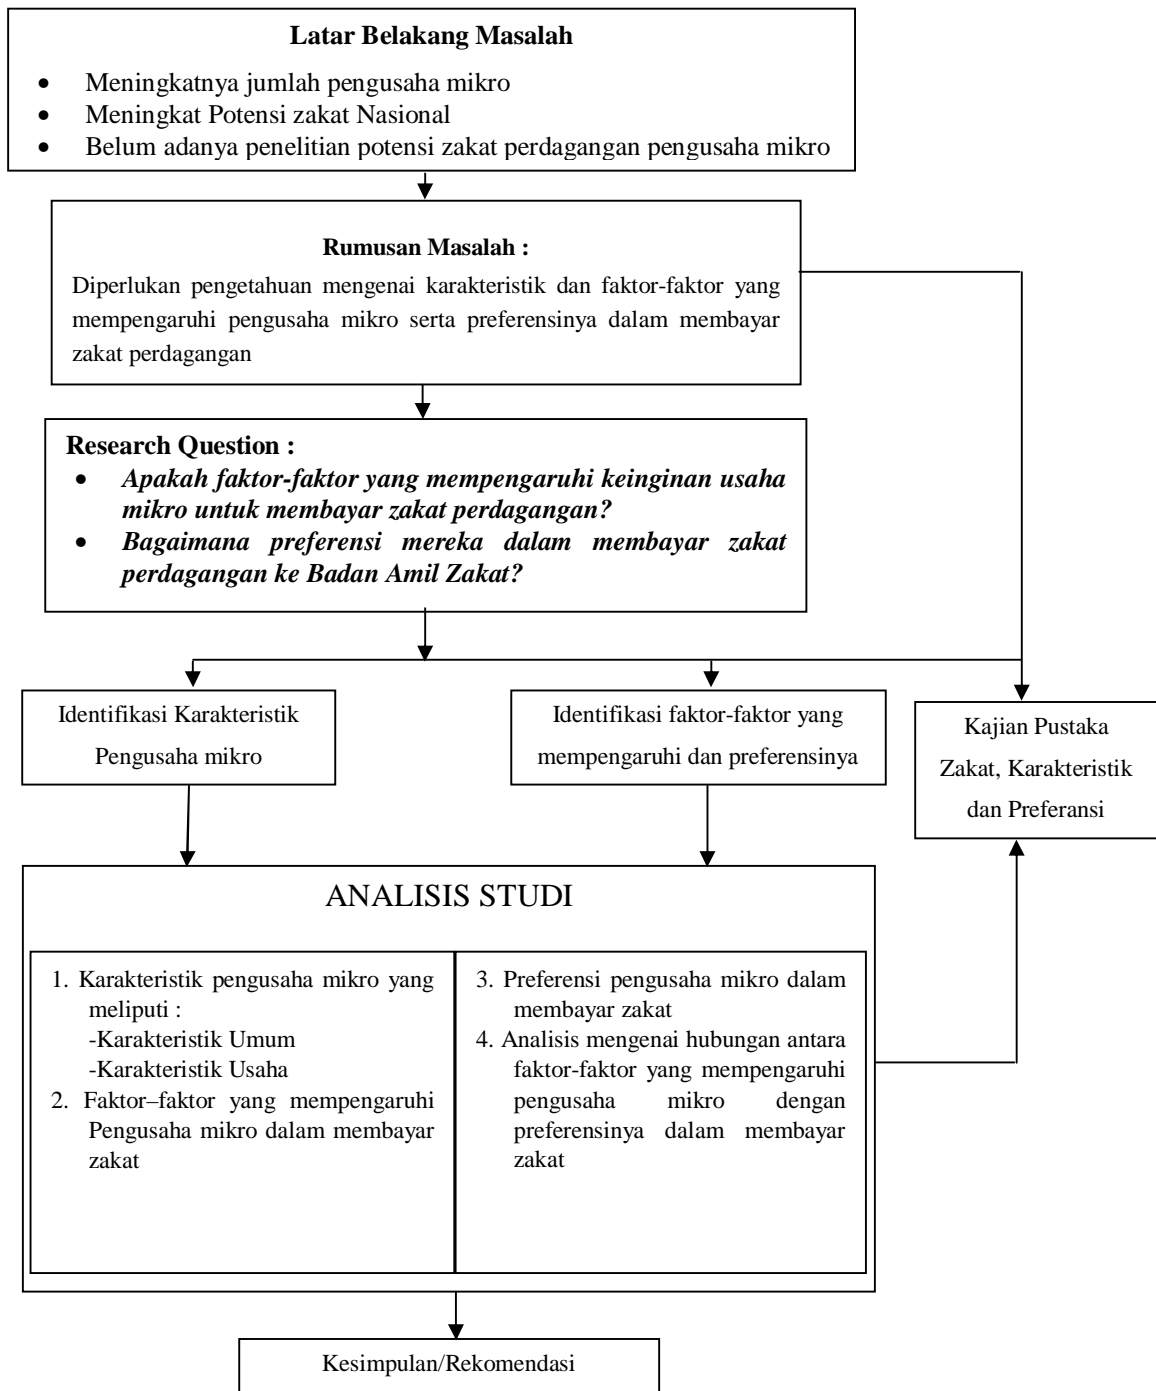 Latar Belakang Masalah
• Meningkatnya jumlah pengusaha mikro
• Meningkat Potensi zakat Nasional
• Belum adanya penelitian potensi zakat perdagangan pengusaha mikro
Rumusan Masalah :
Diperlukan pengetahuan mengenai karakteristik dan faktor-faktor yang
mempengaruhi pengusaha mikro serta preferensinya dalam membayar
zakat perdagangan
Research Question :
• Apakah faktor-faktor yang mempengaruhi keinginan usaha
mikro untuk membayar zakat perdagangan?
• Bagaimana preferensi mereka dalam membayar zakat
perdagangan ke Badan Amil Zakat?
Identifikasi Karakteristik
Pengusaha mikro
Identifikasi faktor-faktor yang
mempengaruhi dan preferensinya
Kajian Pustaka
Zakat, Karakteristik
dan Preferansi
ANALISIS STUDI
1. Karakteristik pengusaha mikro yang
meliputi :
-Karakteristik Umum
-Karakteristik Usaha
2. Faktor–faktor yang mempengaruhi
Pengusaha mikro dalam membayar
zakat
3. Preferensi pengusaha mikro dalam
membayar zakat
4. Analisis mengenai hubungan antara
faktor-faktor yang mempengaruhi
pengusaha mikro dengan
preferensinya dalam membayar
zakat
Kesimpulan/Rekomendasi